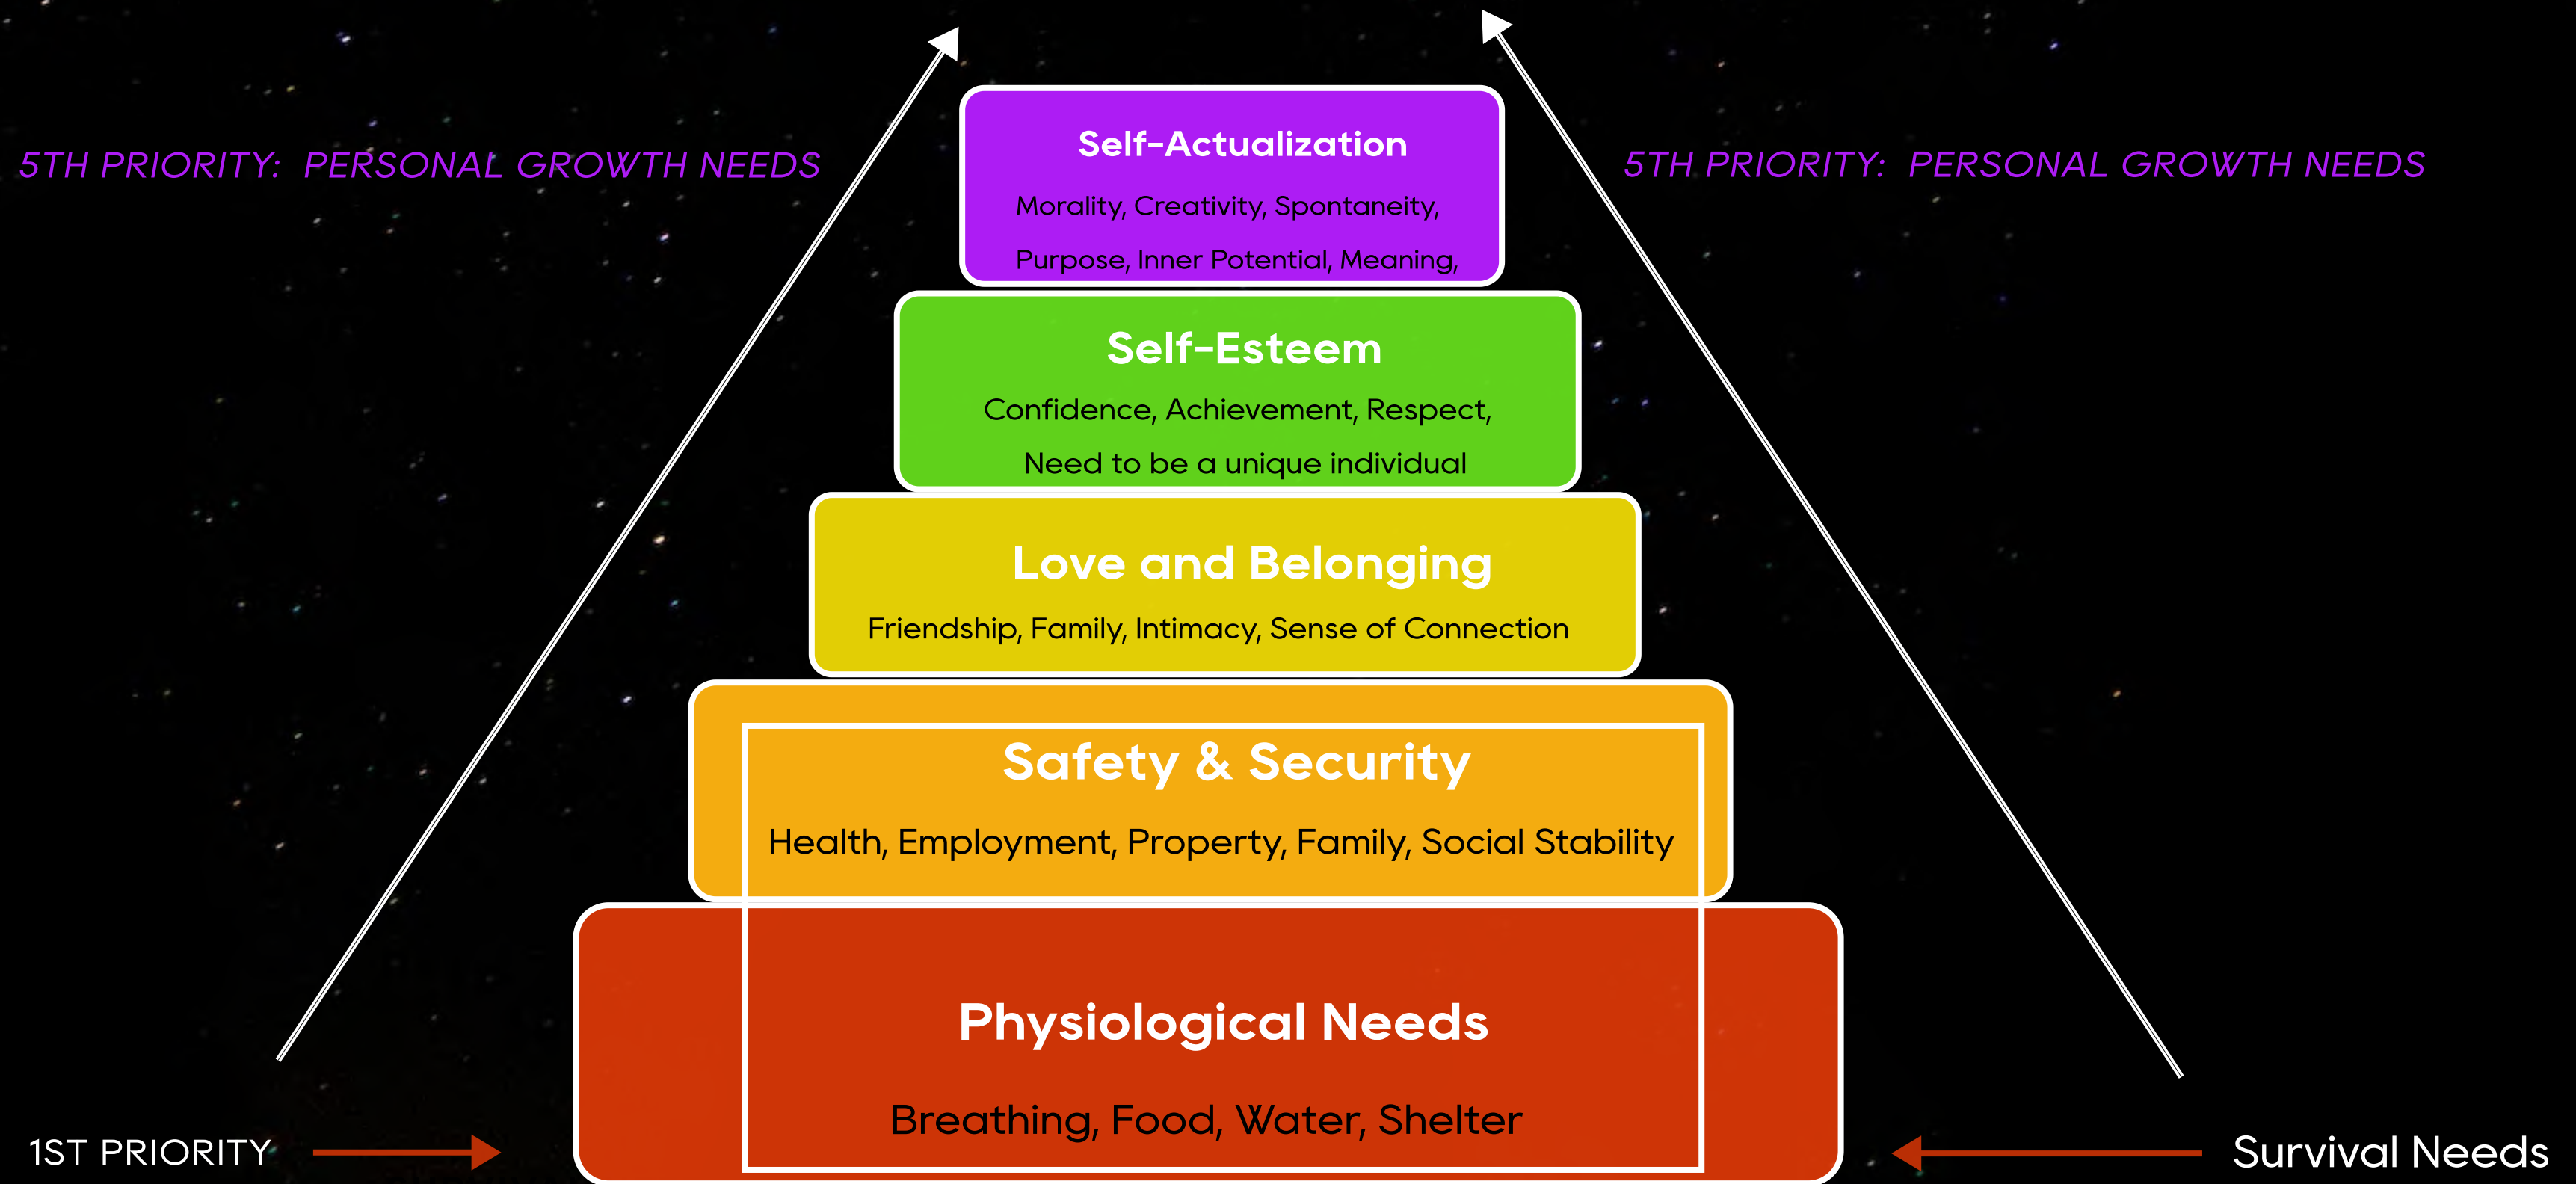 5TH PRIORITY: PERSONAL GROWTH NEEDS
Self-Actualization
5TH PRIORITY: PERSONAL GROWTH NEEDS
Morality, Creativity, Spontaneity,
Purpose, Inner Potential, Meaning,
Self-Esteem
Confidence, Achievement, Respect,
Need to be a unique individual
Love and Belonging
Friendship, Family, Intimacy, Sense of Connection
Safety & Security
Health, Employment, Property, Family, Social Stability
Physiological Needs
Breathing, Food, Water, Shelter
1ST PRIORITY
Survival Needs